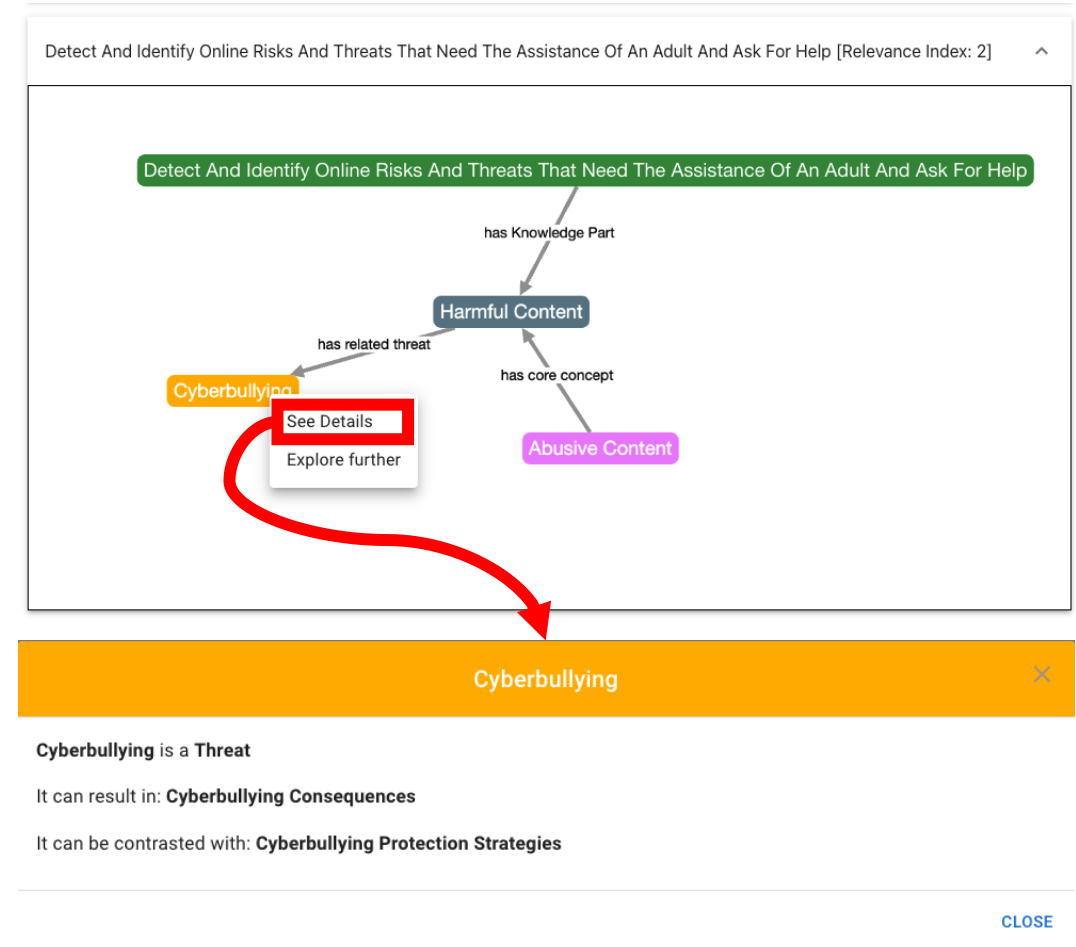 Detect And Identify Online Risks And Threats That Need The Assistance Of An Adult And Ask For Help [Relevance Index: 2]
Detect And Identify Online Risks And Threats That Need The Assistance Of An Adult And Ask For Help
has Knowledge Part
Harmful Content
has related threat
has core concept
Cyberbullying
See Details
Explore further
Abusive Content
Cyberbullying
Cyberbullying is a Threat
It can result in: Cyberbullying Consequences
It can be contrasted with: Cyberbullying Protection Strategies
CLOSE